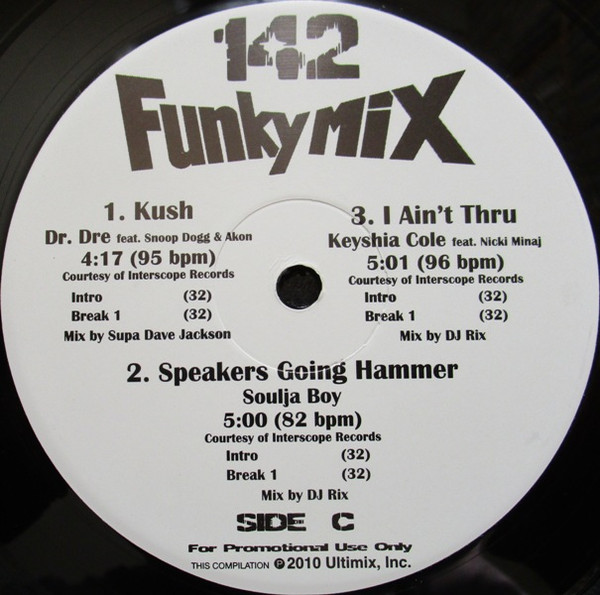 142
Funkymix
1. Kush
Dr. Dre feat. Snoop Dogg & Akon
4:17 (95 bpm)
Courtesy of Interscope Records
Intro (32)
Break 1 (32)
Mix by Supa Dave Jackson
3. I Ain't Thru
Keyshia Cole feat. Nicki Minaj
5:01 (96 bpm)
Courtesy of Interscope Records
Intro (32)
Break 1 (32)
Mix by DJ Rix
2. Speakers Going Hammer
Soulja Boy
5:00 (82 bpm)
Courtesy of Interscope Records
Intro (32)
Break 1 (32)
Mix by DJ Rix
SIDE C
For Promotional Use Only
THIS COMPILATION ℗ 2010 Ultimix, Inc.